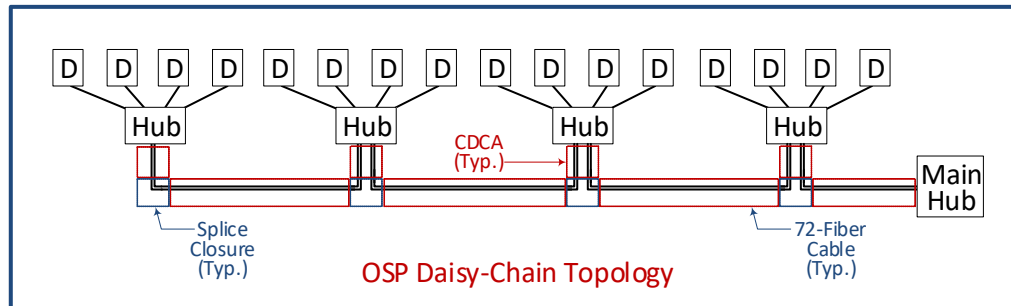 D D D D D D D D D D D D D D D D
Hub Hub Hub Hub
CDCA
(Typ.)
Main
Hub
Splice
Closure
(Typ.)
72-Fiber
Cable
(Typ.)
OSP Daisy-Chain Topology